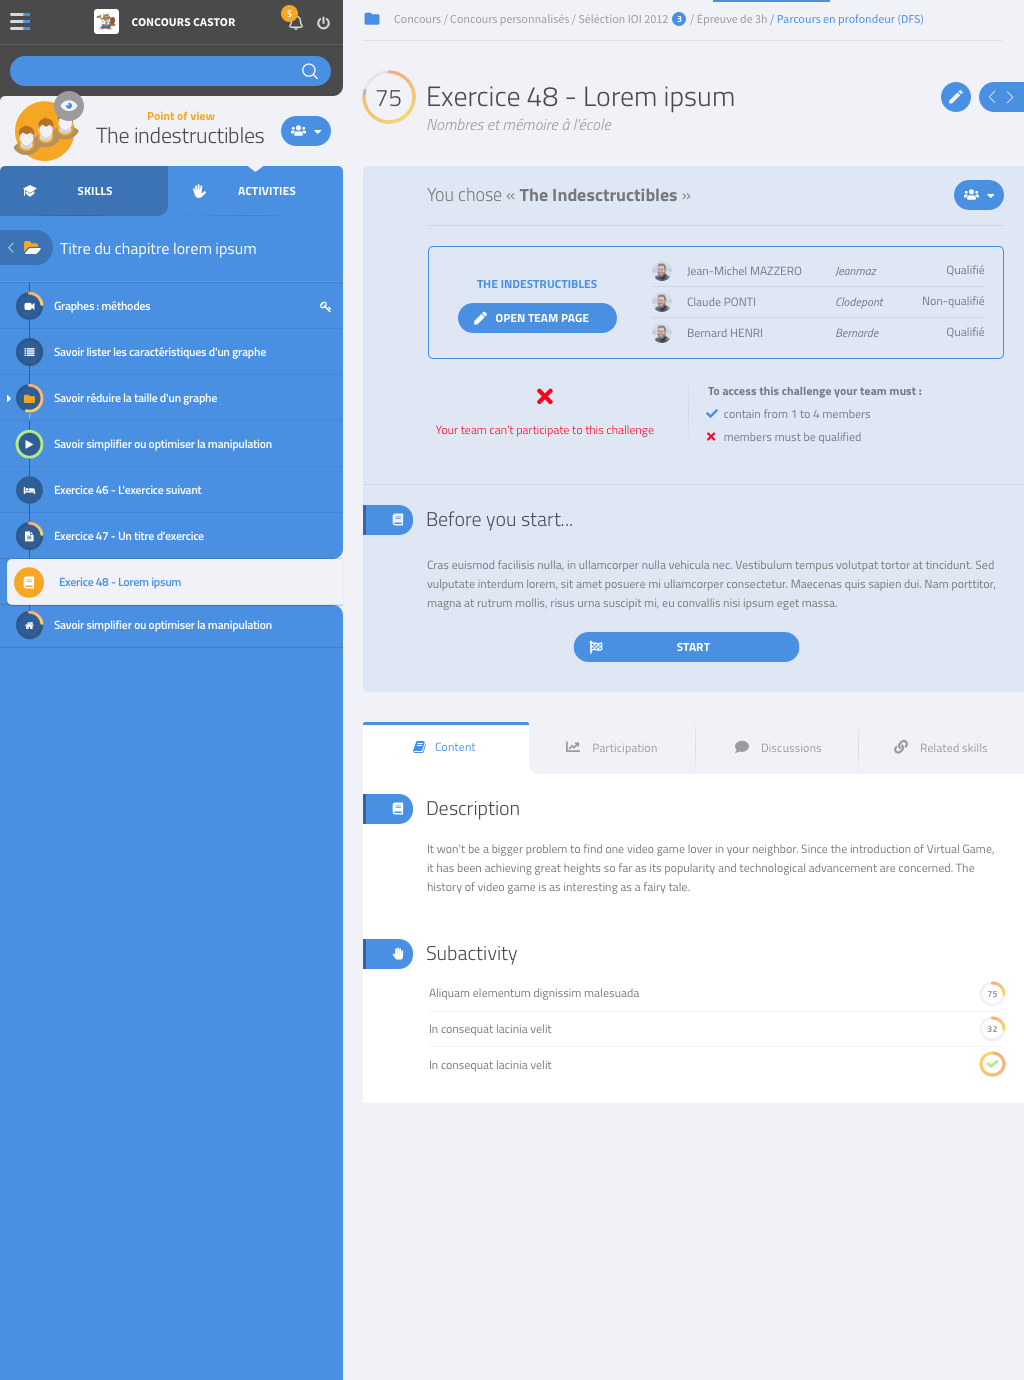 CONCOURS CASTOR
5
Point of view
The indestructibles
SKILLS
ACTIVITIES
Titre du chapitre lorem ipsum
Graphes : méthodes
Savoir lister les caractéristiques d'un graphe
Savoir réduire la taille d'un graphe
Savoir simplifier ou optimiser la manipulation
Exercice 46 - L'exercice suivant
Exercice 47 - Un titre d'exercice
Exerice 48 - Lorem ipsum
Savoir simplifier ou optimiser la manipulation
Concours / Concours personnalisés / Séléction IOI 2012 3 / Épreuve de 3h / Parcours en profondeur (DFS)
75
Exercice 48 - Lorem ipsum
Nombres et mémoire à l'école
You chose « The Indesctructibles »
THE INDESTRUCTIBLES
OPEN TEAM PAGE
Jean-Michel MAZZERO Jeanmaz Qualifié
Claude PONTI Clodepont Non-qualifié
Bernard HENRI Bernarde Qualifié
Your team can't participate to this challenge
To access this challenge your team must :
contain from 1 to 4 members
members must be qualified
Before you start...
Cras euismod facilisis nulla, in ullamcorper nulla vehicula nec. Vestibulum tempus volutpat tortor at tincidunt. Sed
vulputate interdum lorem, sit amet posuere mi ullamcorper consectetur. Maecenas quis sapien dui. Nam porttitor,
magna at rutrum mollis, risus urna suscipit mi, eu convallis nisi ipsum eget massa.
START
Content
Participation
Discussions
Related skills
Description
It won't be a bigger problem to find one video game lover in your neighbor. Since the introduction of Virtual Game,
it has been achieving great heights so far as its popularity and technological advancement are concerned. The
history of video game is as interesting as a fairy tale.
Subactivity
Aliquam elementum dignissim malesuada 75
In consequat lacinia velit 32
In consequat lacinia velit